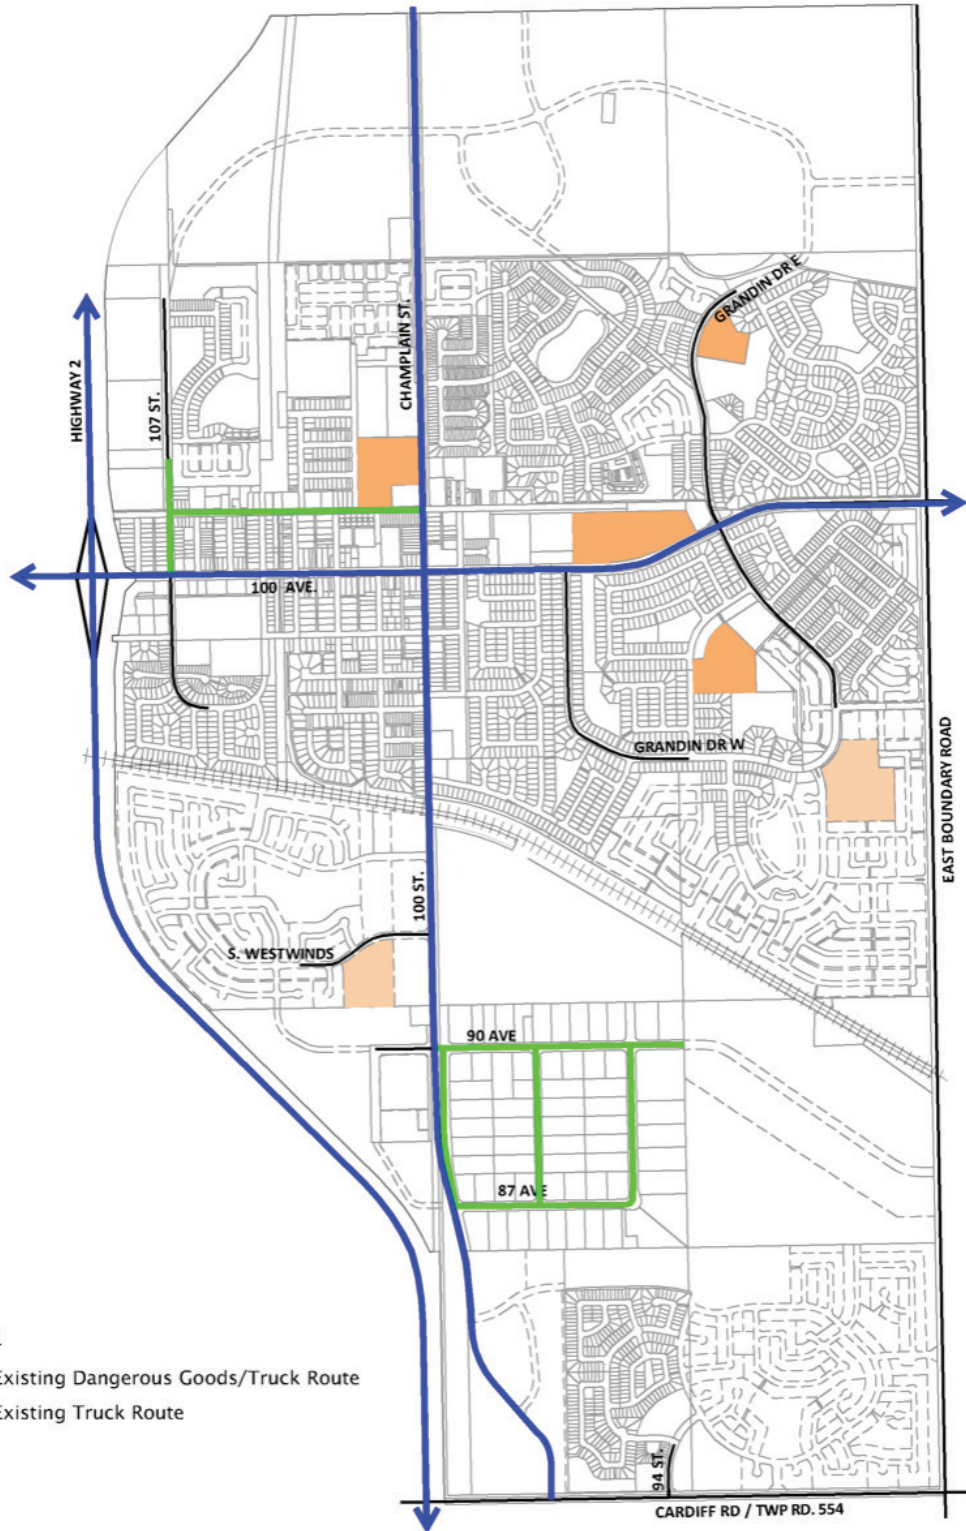 GRANDIN DR E
CHAMPLAIN ST.
HIGHWAY 2
107 ST.
100 AVE.
GRANDIN DR W
EAST BOUNDARY ROAD
100 ST.
S. WESTWINDS
90 AVE
87 AVE
Existing Dangerous Goods/Truck Route
Existing Truck Route
94 ST.
CARDIFF RD / TWP RD. 554